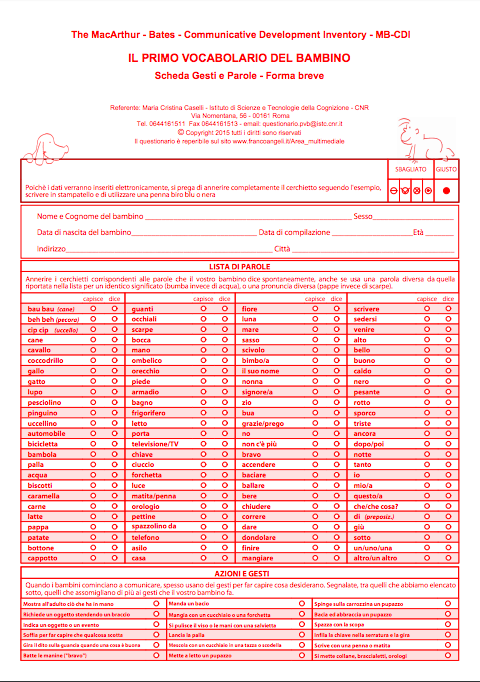 The MacArthur - Bates - Communicative Development Inventory - MB-CDI
IL PRIMO VOCABOLARIO DEL BAMBINO
Scheda Gesti e Parole - Forma breve
Referente: Maria Cristina Caselli - Istituto di Scienze e Tecnologie della Cognizione - CNR
Via Nomentana, 56 - 00161 Roma
Tel. 0644161511 Fax 0644161513 - email: questionario.pvb@istc.cnr.it
© Copyright 2015 tutti i diritti sono riservati
Il questionario è reperibile sul sito www.francoangeli.it/Area_multimediale
SBAGLIATO GIUSTO
Poichè i dati verranno inseriti elettronicamente, si prega di annerire completamente il cerchietto seguendo l'esempio,
scrivere in stampatello e di utilizzare una penna biro blu o nera
Nome e Cognome del bambino Sesso
Data di nascita del bambino Data di compilazione Età
Indirizzo Città
LISTA DI PAROLE
Annerire i cerchietti corrispondenti alle parole che il vostro bambino dice spontaneamente, anche se usa una parola diversa da quella
riportata nella lista per un identico significato (bumba invece di acqua), o una pronuncia diversa (pappe invece di scarpe).
capisce dice capisce dice capisce dice capisce dice
bau bau (cane) guanti fiore scrivere
beh beh (pecora) occhiali luna sedersi
cip cip (uccello) scarpe mare venire
cane bocca sasso alto
cavallo mano scivolo bello
coccodrillo ombelico bimbo/a buono
gallo orecchio il suo nome caldo
gatto piede nonna nero
lupo armadio signore/a pesante
pesciolino bagno zio rotto
pinguino frigorifero bua sporco
uccellino letto grazie/prego triste
automobile porta no ancora
bicicletta televisione/TV non c'è più dopo/poi
bambola chiave bravo notte
palla ciuccio accendere tanto
acqua forchetta baciare io
biscotti luce ballare mio/a
caramella matita/penna bere questo/a
carne orologio chiudere che/che cosa?
latte pettine correre di (preposiz.)
pappa spazzolino da dare giù
patate telefono dondolare sotto
bottone asilo finire un/uno/una
cappotto casa mangiare altro/un altro
AZIONI E GESTI
Quando i bambini cominciano a comunicare, spesso usano dei gesti per far capire cosa desiderano. Segnalate, tra quelli che abbiamo elencato
sotto, quelli che assomigliano di più ai gesti che il vostro bambino fa.
Mostra all'adulto ciò che ha in mano Manda un bacio Spinge sulla carrozzina un pupazzo
Richiede un oggetto stendendo un braccio Mangia con un cucchiaio o una forchetta Bacia ed abbraccia un pupazzo
Indica un oggetto o un evento Si pulisce il viso o le mani con una salvietta Spazza con la scopa
Soffia per far capire che qualcosa scotta Lancia la palla Infila la chiave nella serratura e la gira
Gira il dito sulla guancia quando una cosa è buona Mescola con un cucchiaio in una tazza o scodella Scrive con una penna o matita
Batte le manine ("bravo") Mette a letto un pupazzo Si mette collane, braccialetti, orologi